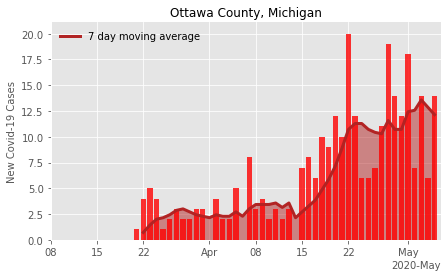 Ottawa County, Michigan
7 day moving average
New Covid-19 Cases
20.0
17.5
15.0
12.5
10.0
7.5
5.0
2.5
0.0
08 15 22 Apr 08 15 22 May
2020-May